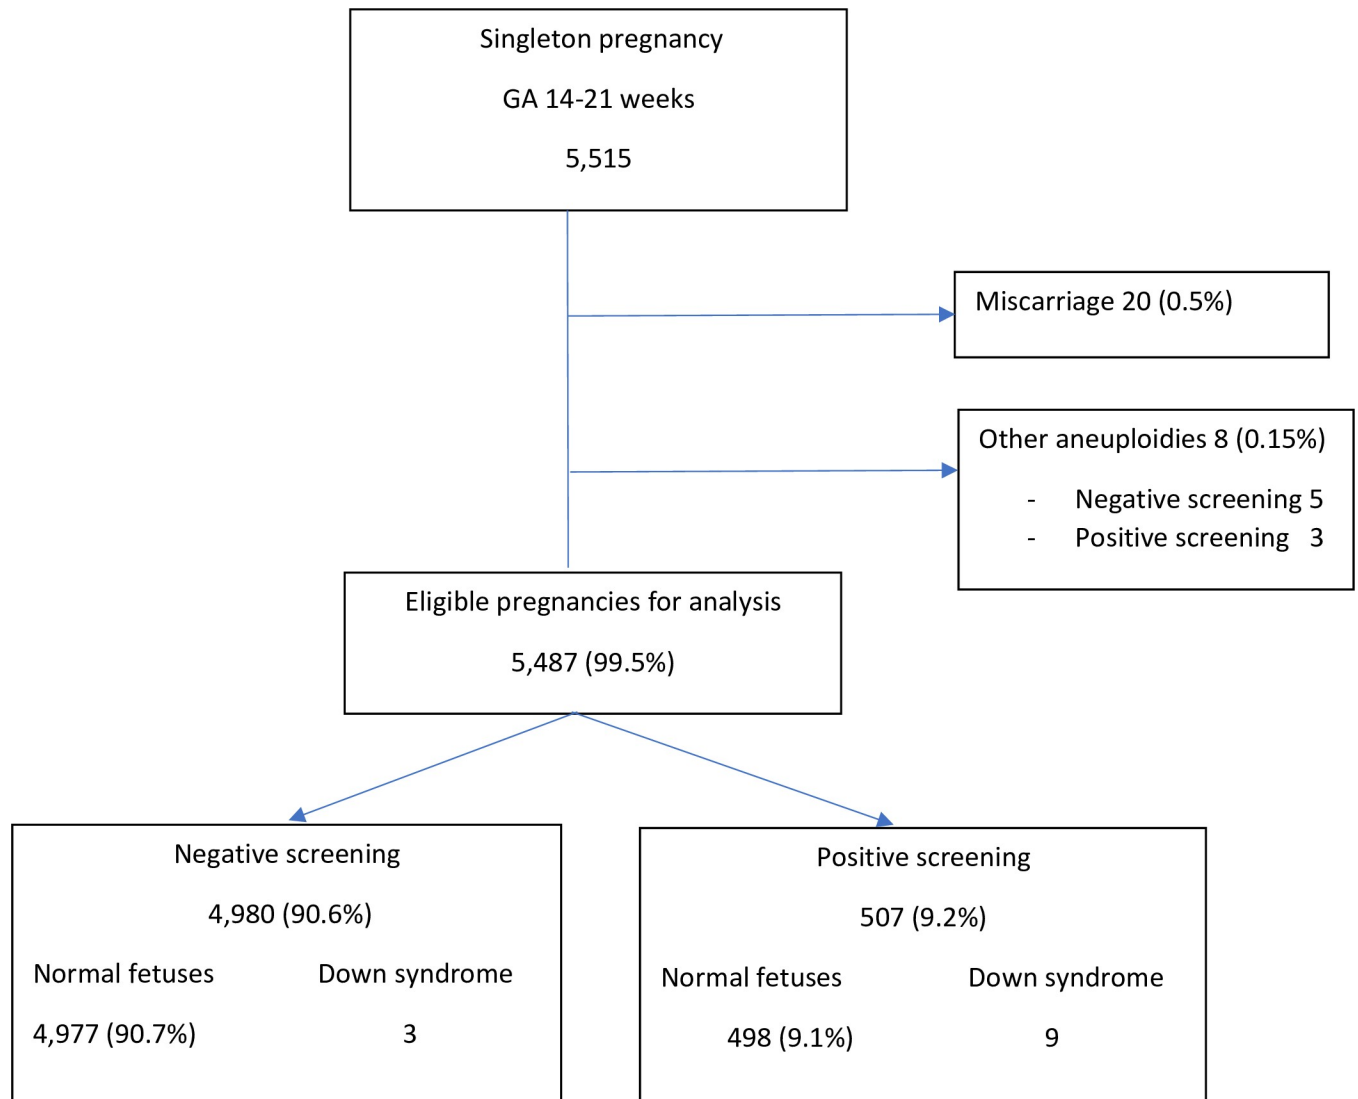 Singleton pregnancy
GA 14-21 weeks
5,515
Miscarriage 20 (0.5%)
Other aneuploidies 8 (0.15%)
- Negative screening 5
- Positive screening 3
Eligible pregnancies for analysis
5,487 (99.5%)
Negative screening
4,980 (90.6%)
Normal fetuses Down syndrome
4,977 (90.7%) 3
Positive screening
507 (9.2%)
Normal fetuses Down syndrome
498 (9.1%) 9